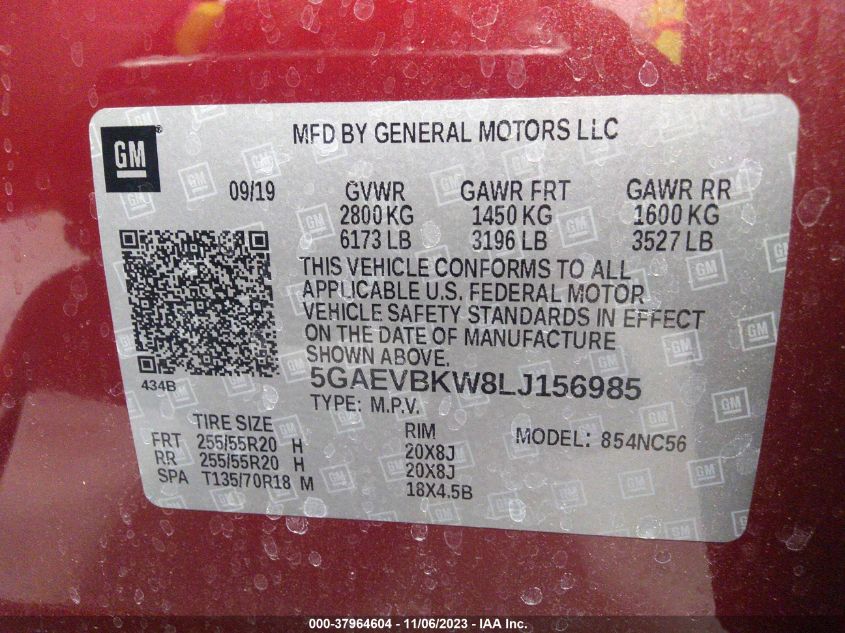 GM
MFD BY GENERAL MOTORS LLC
09/19 GVWR GAWR FRT GAWR RR
2800 KG 1450 KG 1600 KG
6173 LB 3196 LB 3527 LB
THIS VEHICLE CONFORMS TO ALL
APPLICABLE U.S. FEDERAL MOTOR
VEHICLE SAFETY STANDARDS IN EFFECT
ON THE DATE OF MANUFACTURE
SHOWN ABOVE.
434B
5GAEVBKW8LJ156985
TYPE: M.P.V.
TIRE SIZE RIM MODEL: 854NC56
FRT 255/55R20 H 20X8J
RR 255/55R20 H 20X8J
SPA T135/70R18 M 18X4.5B
000-37964604 - 11/06/2023 - IAA Inc.